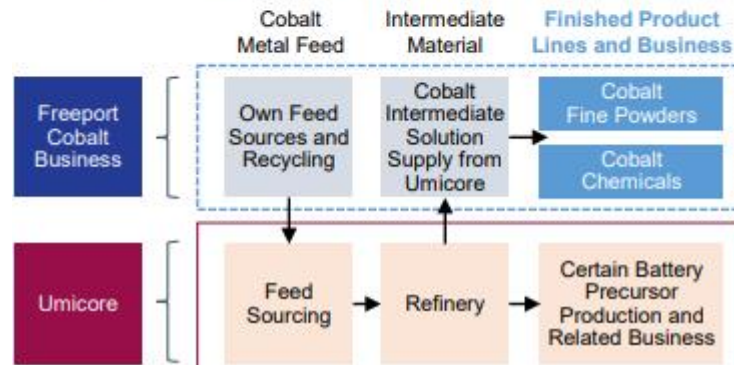 Cobalt
Metal Feed
Intermediate
Material
Finished Product
Lines and Business
Freeport
Cobalt
Business
Own Feed
Sources and
Recycling
Cobalt
Intermediate
Solution
Supply from
Umicore
Cobalt
Fine Powders
Cobalt
Chemicals
Umicore
Feed
Sourcing
Refinery
Certain Battery
Precursor
Production and
Related Business